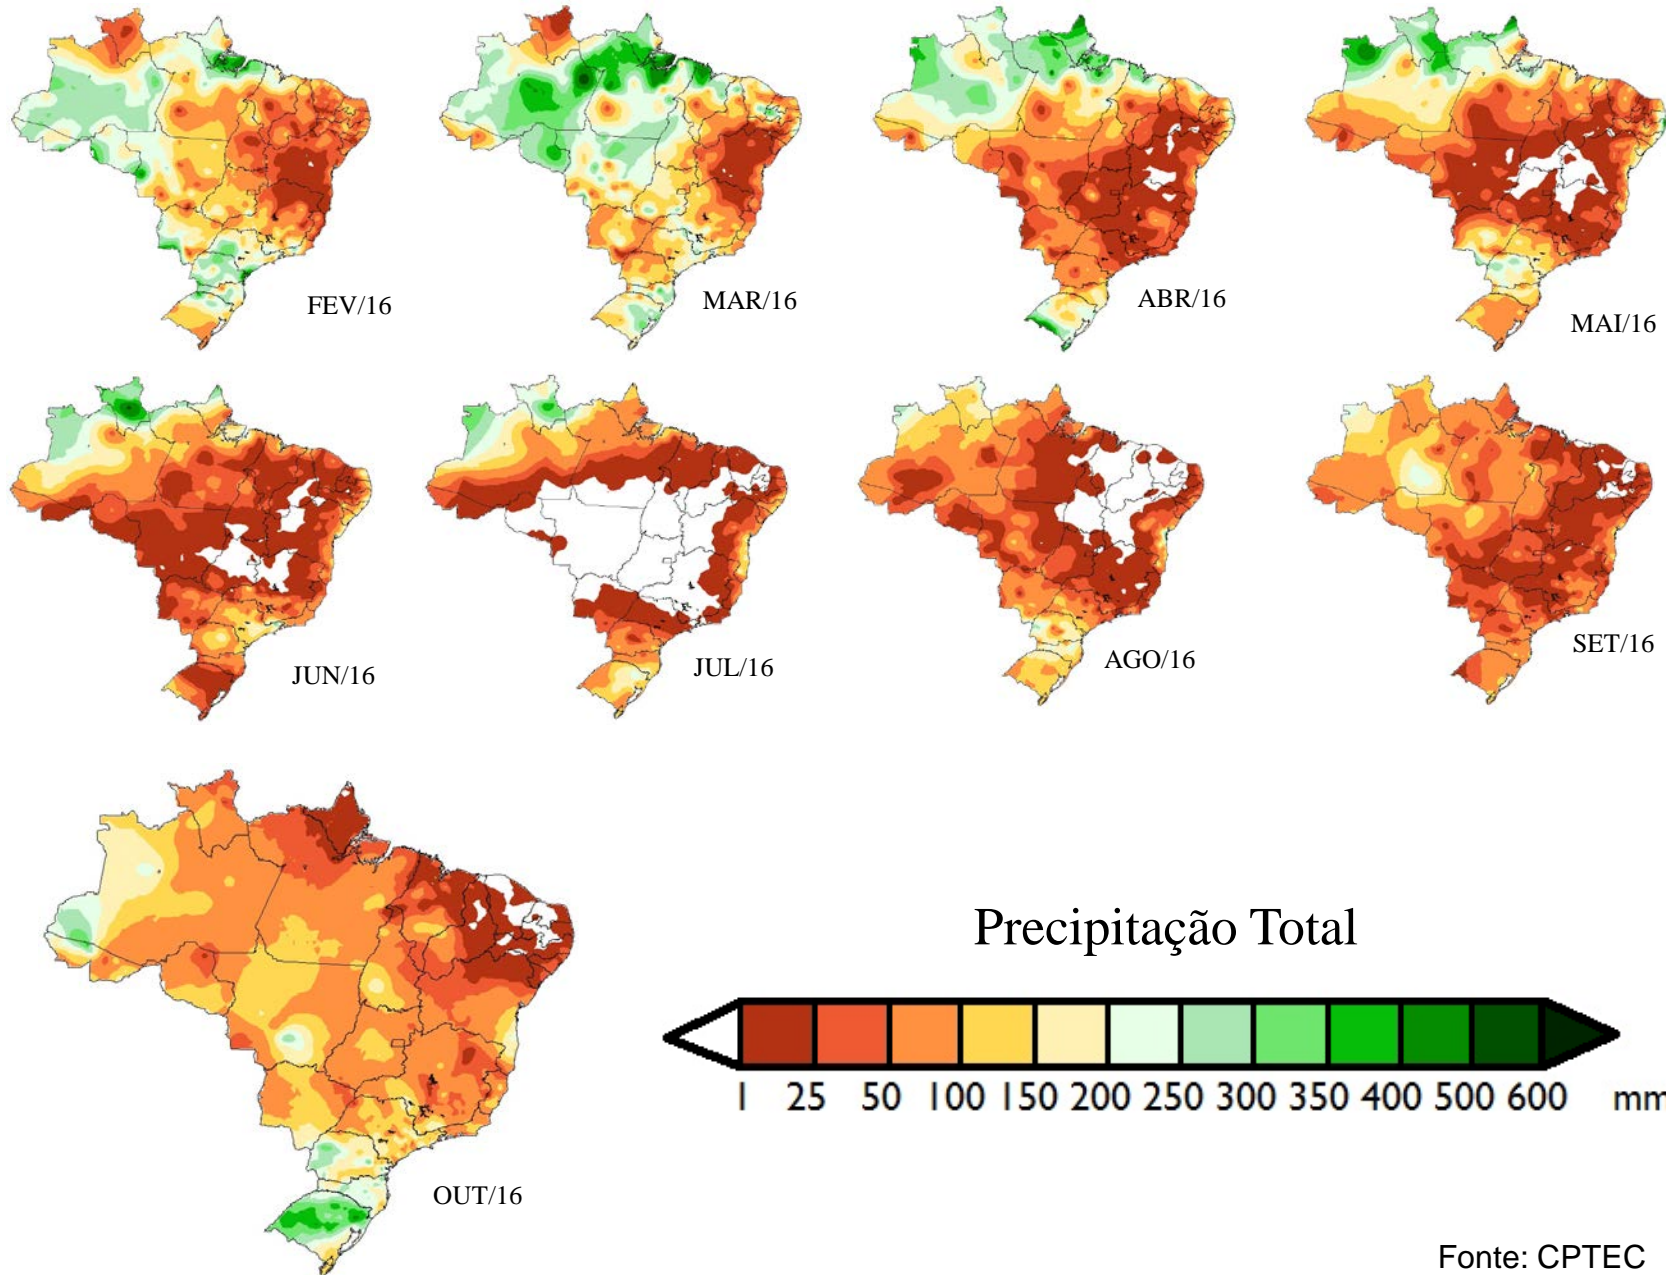 FEV/16
MAR/16
ABR/16
MAI/16
JUN/16
JUL/16
AGO/16
SET/16
OUT/16
Precipitação Total
1 25 50 100 150 200 250 300 350 400 500 600 mm
Fonte: CPTEC